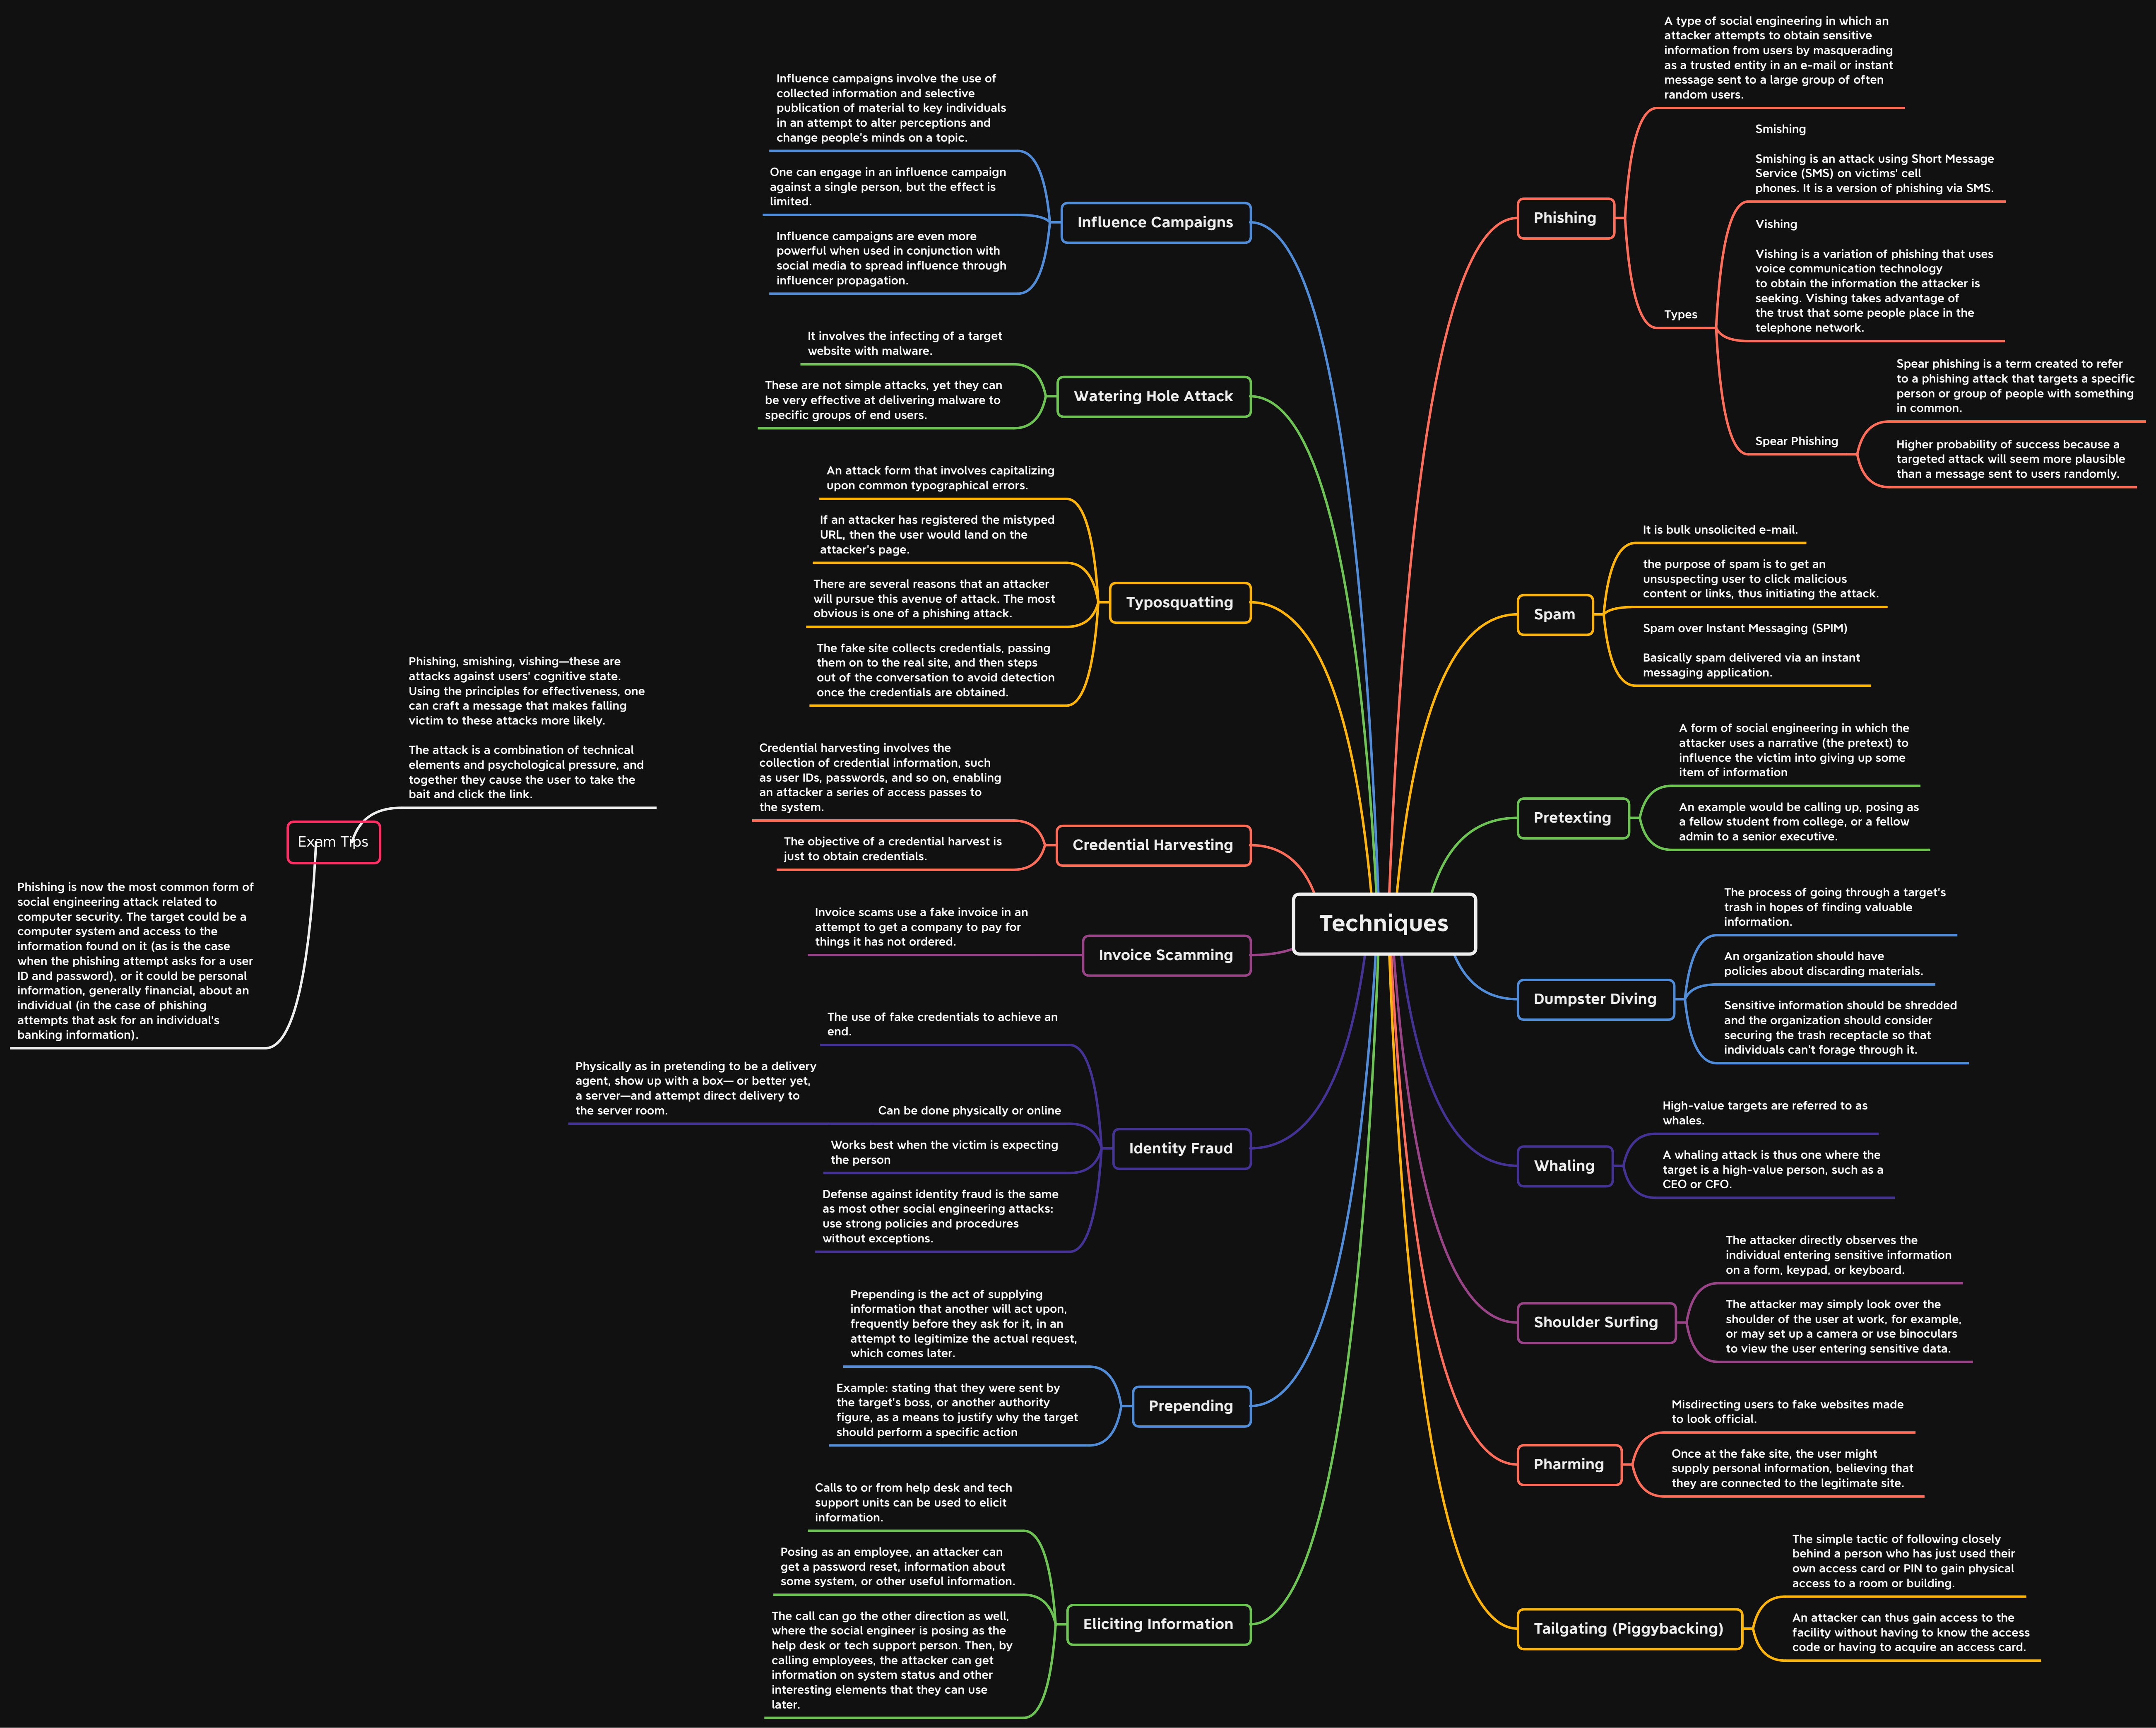 Techniques
Phishing
A type of social engineering in which an
attacker attempts to obtain sensitive
information from users by masquerading
as a trusted entity in an e-mail or instant
message sent to a large group of often
random users.
Types
Smishing
Smishing is an attack using Short Message
Service (SMS) on victims' cell
phones. It is a version of phishing via SMS.
Vishing
Vishing is a variation of phishing that uses
voice communication technology
to obtain the information the attacker is
seeking. Vishing takes advantage of
the trust that some people place in the
telephone network.
Spear Phishing
Spear phishing is a term created to refer
to a phishing attack that targets a specific
person or group of people with something
in common.
Higher probability of success because a
targeted attack will seem more plausible
than a message sent to users randomly.
Spam
It is bulk unsolicited e-mail.
the purpose of spam is to get an
unsuspecting user to click malicious
content or links, thus initiating the attack.
Spam over Instant Messaging (SPIM)
Basically spam delivered via an instant
messaging application.
Pretexting
A form of social engineering in which the
attacker uses a narrative (the pretext) to
influence the victim into giving up some
item of information
An example would be calling up, posing as
a fellow student from college, or a fellow
admin to a senior executive.
Dumpster Diving
The process of going through a target's
trash in hopes of finding valuable
information.
An organization should have
policies about discarding materials.
Sensitive information should be shredded
and the organization should consider
securing the trash receptacle so that
individuals can't forage through it.
Whaling
High-value targets are referred to as
whales.
A whaling attack is thus one where the
target is a high-value person, such as a
CEO or CFO.
Shoulder Surfing
The attacker directly observes the
individual entering sensitive information
on a form, keypad, or keyboard.
The attacker may simply look over the
shoulder of the user at work, for example,
or may set up a camera or use binoculars
to view the user entering sensitive data.
Pharming
Misdirecting users to fake websites made
to look official.
Once at the fake site, the user might
supply personal information, believing that
they are connected to the legitimate site.
Tailgating (Piggybacking)
The simple tactic of following closely
behind a person who has just used their
own access card or PIN to gain physical
access to a room or building.
An attacker can thus gain access to the
facility without having to know the access
code or having to acquire an access card.
Influence Campaigns
Influence campaigns involve the use of
collected information and selective
publication of material to key individuals
in an attempt to alter perceptions and
change people's minds on a topic.
One can engage in an influence campaign
against a single person, but the effect is
limited.
Influence campaigns are even more
powerful when used in conjunction with
social media to spread influence through
influencer propagation.
Watering Hole Attack
It involves the infecting of a target
website with malware.
These are not simple attacks, yet they can
be very effective at delivering malware to
specific groups of end users.
Typosquatting
An attack form that involves capitalizing
upon common typographical errors.
If an attacker has registered the mistyped
URL, then the user would land on the
attacker's page.
There are several reasons that an attacker
will pursue this avenue of attack. The most
obvious is one of a phishing attack.
The fake site collects credentials, passing
them on to the real site, and then steps
out of the conversation to avoid detection
once the credentials are obtained.
Credential Harvesting
Credential harvesting involves the
collection of credential information, such
as user IDs, passwords, and so on, enabling
an attacker a series of access passes to
the system.
The objective of a credential harvest is
just to obtain credentials.
Invoice Scamming
Invoice scams use a fake invoice in an
attempt to get a company to pay for
things it has not ordered.
Identity Fraud
The use of fake credentials to achieve an
end.
Can be done physically or online
Physically as in pretending to be a delivery
agent, show up with a box— or better yet,
a server—and attempt direct delivery to
the server room.
Works best when the victim is expecting
the person
Defense against identity fraud is the same
as most other social engineering attacks:
use strong policies and procedures
without exceptions.
Prepending
Prepending is the act of supplying
information that another will act upon,
frequently before they ask for it, in an
attempt to legitimize the actual request,
which comes later.
Example: stating that they were sent by
the target's boss, or another authority
figure, as a means to justify why the target
should perform a specific action
Eliciting Information
Calls to or from help desk and tech
support units can be used to elicit
information.
Posing as an employee, an attacker can
get a password reset, information about
some system, or other useful information.
The call can go the other direction as well,
where the social engineer is posing as the
help desk or tech support person. Then, by
calling employees, the attacker can get
information on system status and other
interesting elements that they can use
later.
Exam Tips
Phishing, smishing, vishing—these are
attacks against users' cognitive state.
Using the principles for effectiveness, one
can craft a message that makes falling
victim to these attacks more likely.
The attack is a combination of technical
elements and psychological pressure, and
together they cause the user to take the
bait and click the link.
Phishing is now the most common form of
social engineering attack related to
computer security. The target could be a
computer system and access to the
information found on it (as is the case
when the phishing attempt asks for a user
ID and password), or it could be personal
information, generally financial, about an
individual (in the case of phishing
attempts that ask for an individual's
banking information).